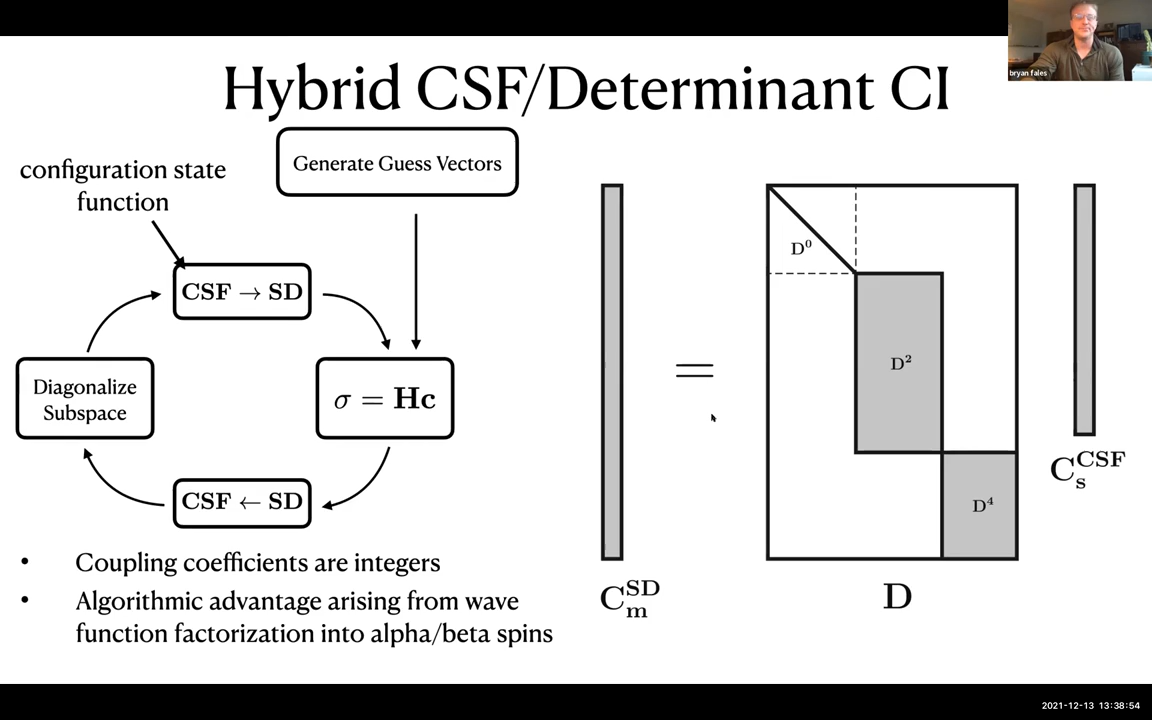 bryan fales
Hybrid CSF/Determinant CI
Generate Guess Vectors
configuration state
function
CSF → SD
Diagonalize
Subspace
σ = Hc
CSF ← SD
• Coupling coefficients are integers
• Algorithmic advantage arising from wave
function factorization into alpha/beta spins
=
D⁰
D²
D⁴
C_m^SD
D
C_s^CSF
2021-12-13 13:38:54